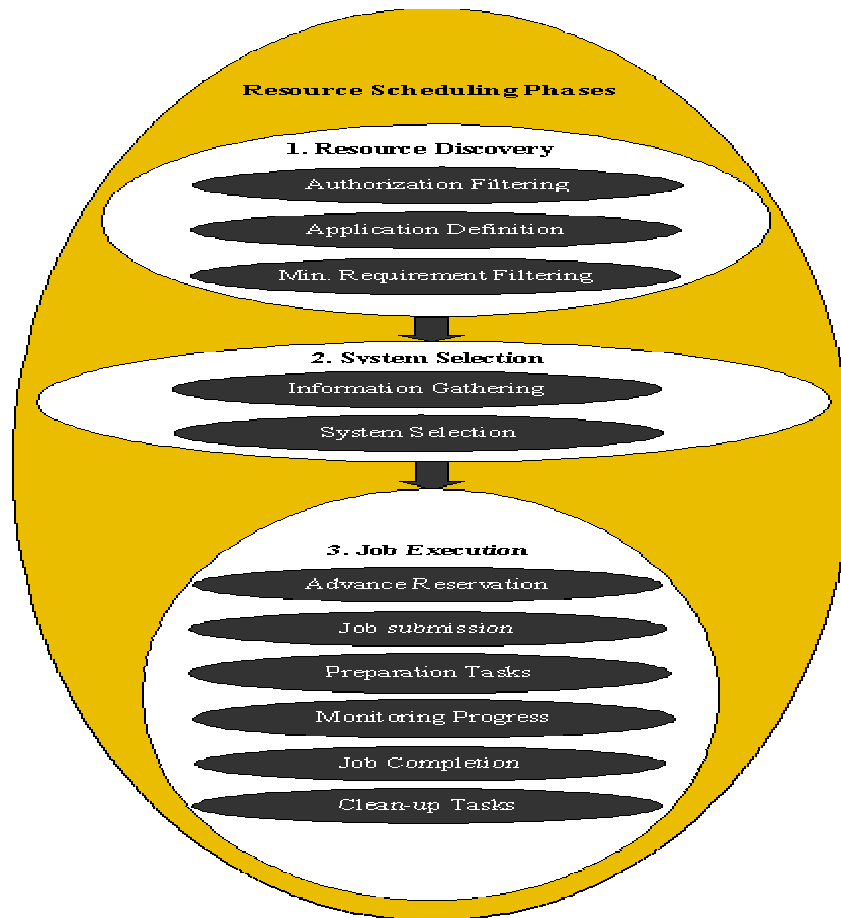 Resource Scheduling Phases
1. Resource Discovery
Authorization Filtering
Application Definition
Min. Requirement Filtering
2. System Selection
Information Gathering
System Selection
3. Job Execution
Advance Reservation
Job submission
Preparation Tasks
Monitoring Progress
Job Completion
Clean-up Tasks